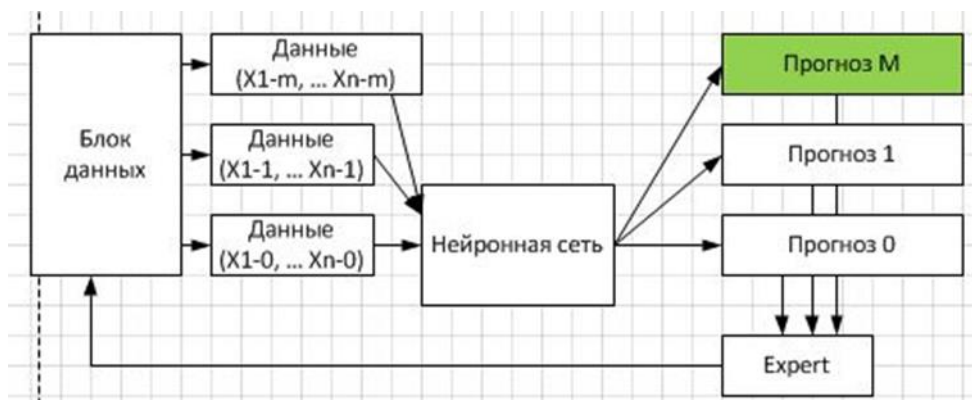 Блок
данных
Данные
(X1-m, ... Xn-m)
Данные
(X1-1, ... Xn-1)
Данные
(X1-0, ... Xn-0)
Нейронная сеть
Прогноз М
Прогноз 1
Прогноз 0
Expert